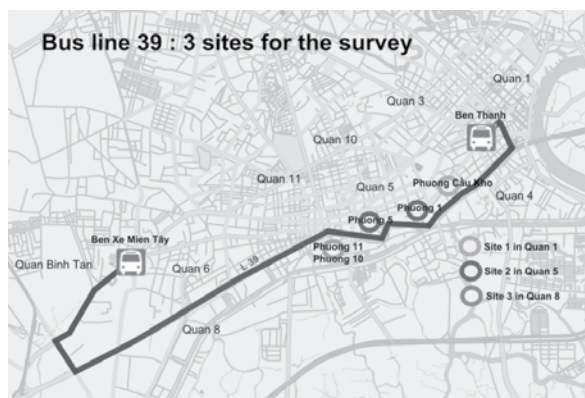 Bus line 39 : 3 sites for the survey
Quan 1
Quan 3
Ben Thanh
Quan 10
Quan 11
Quan 5
Phuong Cầu Kho
Quan 4
Phuong 1
Phuong 5
Ben Xe Mien Tây
Phuong 11
Phuong 10
Site 1 in Quan 1
Quan Binh Tan
Quan 6
L 39
Site 2 in Quan 5
Site 3 in Quan 8
Quan 8